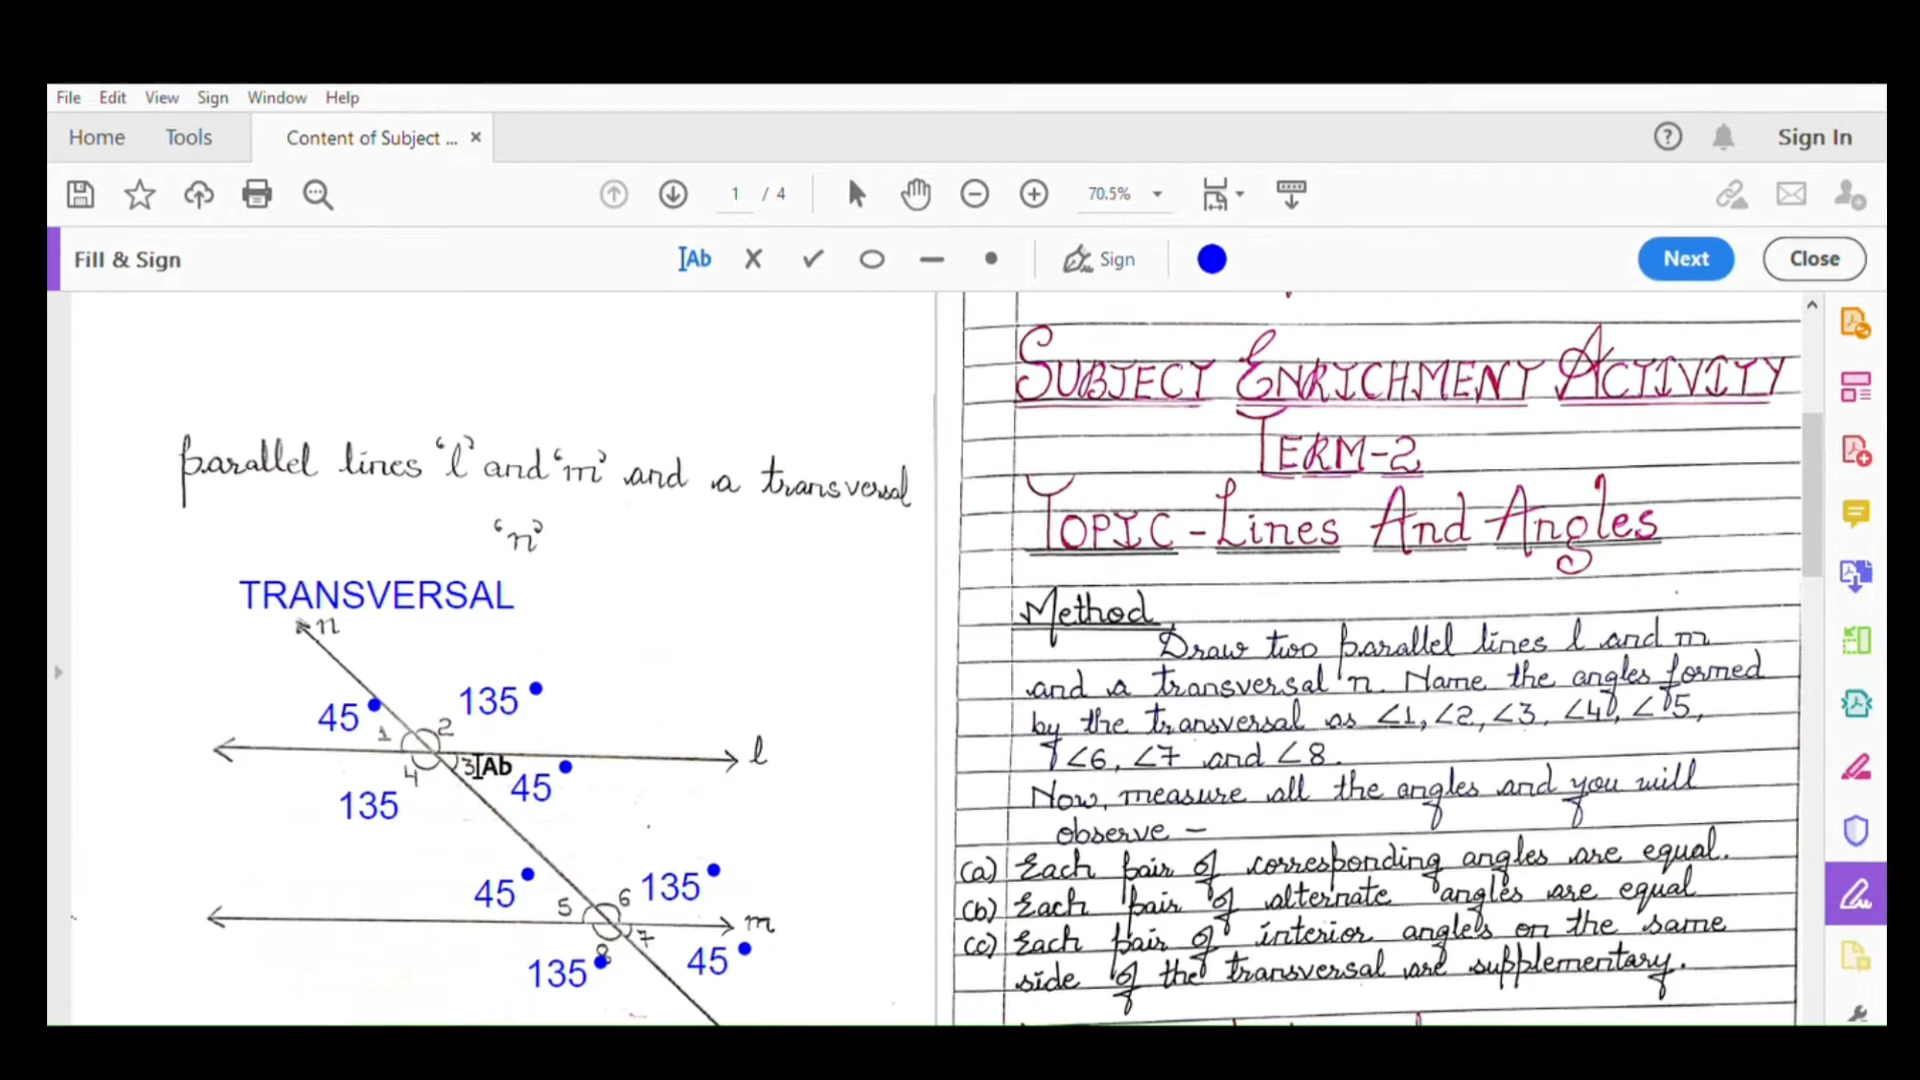 File Edit View Sign Window Help
Home Tools Content of Subject ... × ? Sign In
1 / 4 70.5%
Fill & Sign IAb Sign Next Close
parallel lines 'l' and 'm' and a transversal
'n'
TRANSVERSAL
n
45 135
1 2
l
4 3 IAb
135 45
45 135
5 6
m
8 7
135 45
SUBJECT ENRICHMENT ACTIVITY
TERM-2
TOPIC - Lines And Angles
Method
Draw two parallel lines l and m
and a transversal n. Name the angles formed
by the transversal as ∠1, ∠2, ∠3, ∠4, ∠5,
∠6, ∠7 and ∠8.
Now, measure all the angles and you will
observe -
(a) Each pair of corresponding angles are equal.
(b) Each pair of alternate angles are equal
(c) Each pair of interior angles on the same
side of the transversal are supplementary.